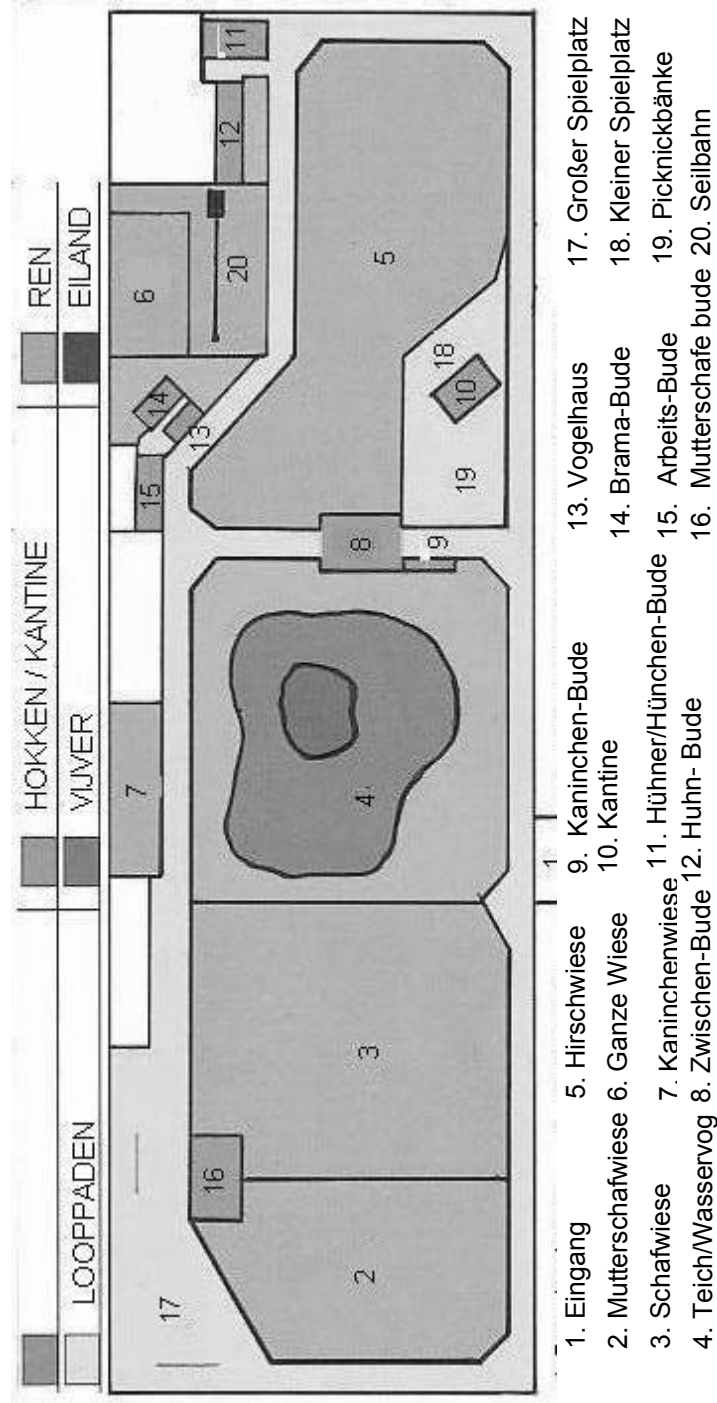 HOKKEN / KANTINE
REN
LOOPPADEN
VIJVER
EILAND
17
7
15
14
13
6
20
12
11
16
2
3
4
8
9
5
18
10
19
1
1. Eingang
2. Mutterschafwiese
3. Schafwiese
4. Teich/Wasservog
5. Hirschwiese
6. Ganze Wiese
7. Kaninchenwiese
8. Zwischen-Bude
9. Kaninchen-Bude
10. Kantine
11. Hühner/Hünchen-Bude
12. Huhn- Bude
13. Vogelhaus
14. Brama-Bude
15. Arbeits-Bude
16. Mutterschafe bude
17. Großer Spielplatz
18. Kleiner Spielplatz
19. Picknickbänke
20. Seilbahn